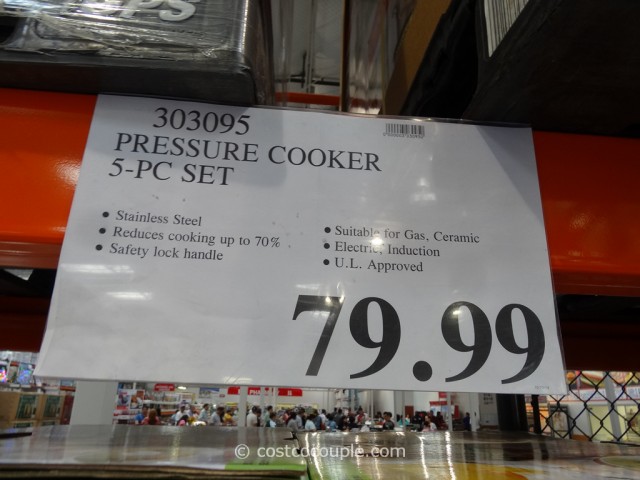 303095
PRESSURE COOKER
5-PC SET
• Stainless Steel
• Reduces cooking up to 70%
• Safety lock handle
• Suitable for Gas, Ceramic
• Electric, Induction
• U.L. Approved
79.99
© costcocouple.com